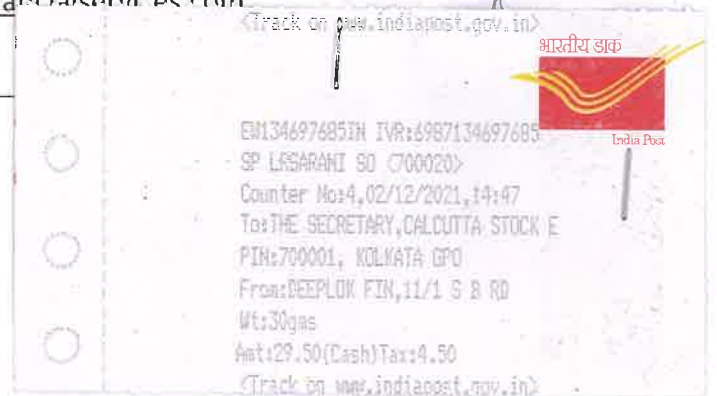 <Track on www.indiapost.gov.in>
भारतीय डाक
India Post
EW134697685IN IVR:6987134697685
SP LRSARANI SO <700020>
Counter No:4,02/12/2021,14:47
To:THE SECRETARY,CALCUTTA STOCK E
PIN:700001, KOLKATA GPO
From:DEEPLOK FIN,11/1 S B RD
Wt:30gms
Amt:29.50(Cash)Tax:4.50
<Track on www.indiapost.gov.in>